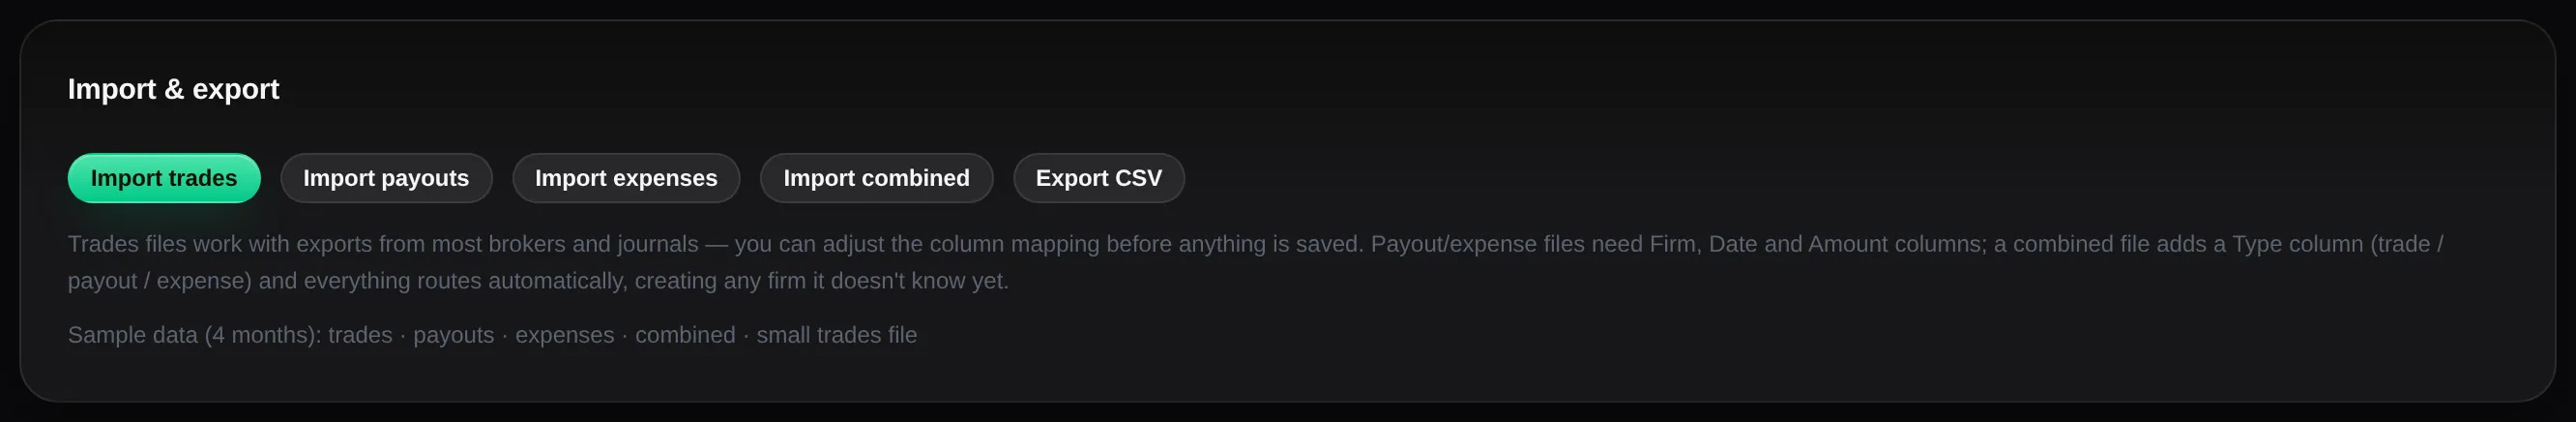 Import & export
Import trades Import payouts Import expenses Import combined Export CSV
Trades files work with exports from most brokers and journals — you can adjust the column mapping before anything is saved. Payout/expense files need Firm, Date and Amount columns; a combined file adds a Type column (trade /
payout / expense) and everything routes automatically, creating any firm it doesn't know yet.
Sample data (4 months): trades · payouts · expenses · combined · small trades file